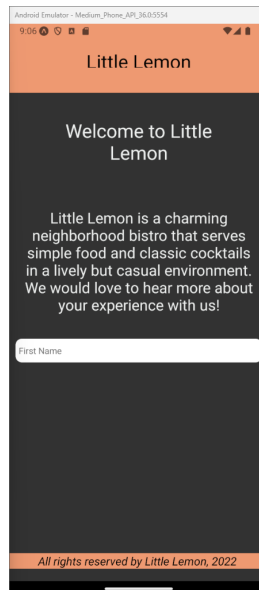 Android Emulator - Medium_Phone_API_36.0:5554
9:06
Little Lemon
Welcome to Little
Lemon
Little Lemon is a charming
neighborhood bistro that serves
simple food and classic cocktails
in a lively but casual environment.
We would love to hear more about
your experience with us!
First Name
All rights reserved by Little Lemon, 2022